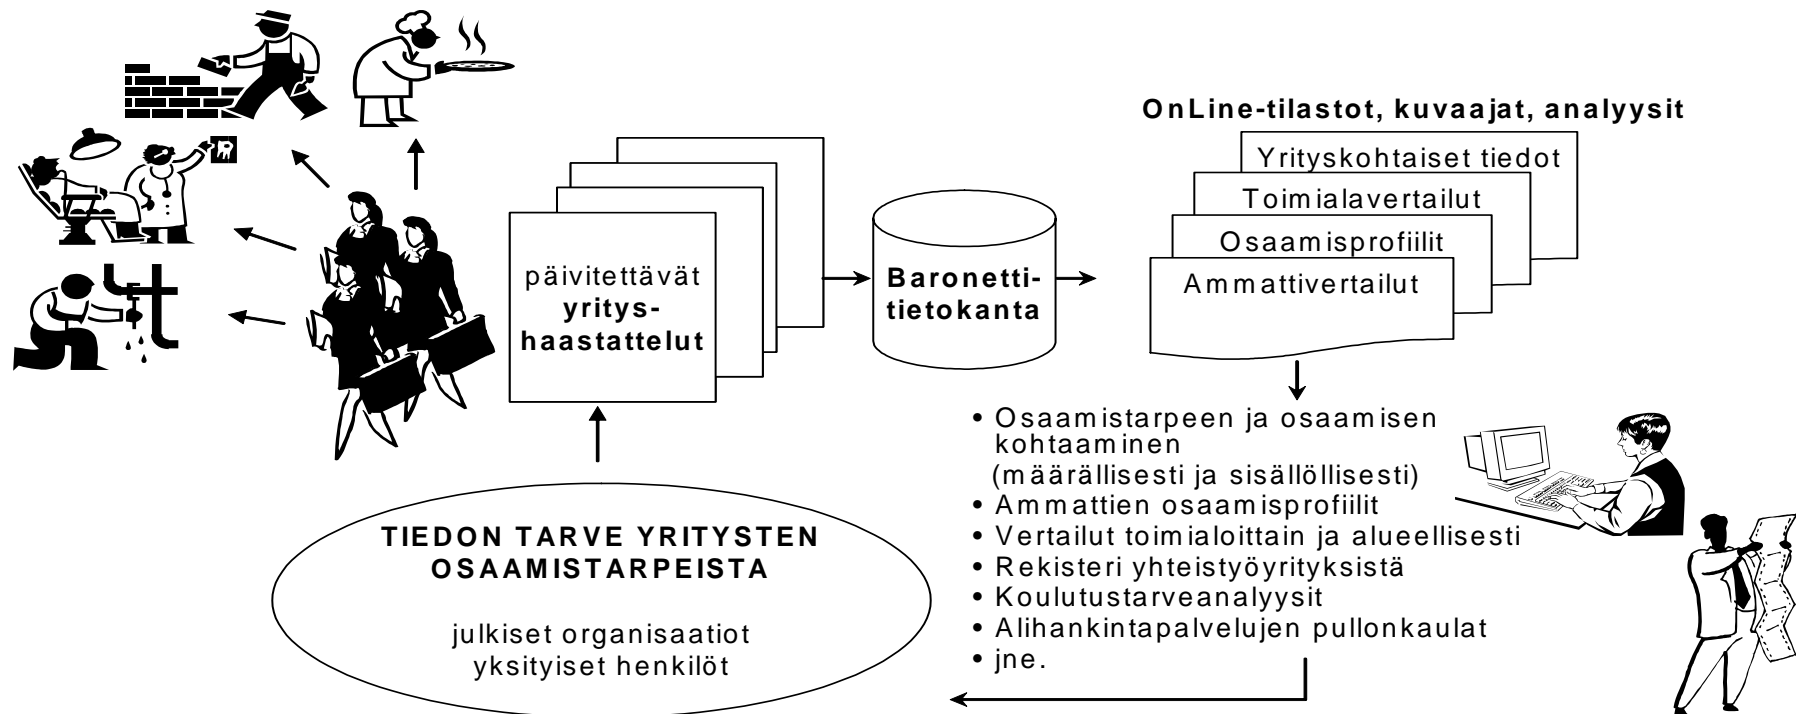 OnLine-tilastot, kuvaajat, analyysit
Yrityskohtaiset tiedot
Toimialavertailut
Osaamisprofiilit
Ammattivertailut
päivitettävät
yritys-
haastattelut
Baronetti-
tietokanta
• Osaamistarpeen ja osaamisen
kohtaaminen
(määrällisesti ja sisällöllisesti)
• Ammattien osaamisprofiilit
• Vertailut toimialoittain ja alueellisesti
• Rekisteri yhteistyöyrityksistä
• Koulutustarveanalyysit
• Alihankintapalvelujen pullonkaulat
• jne.
TIEDON TARVE YRITYSTEN
OSAAMISTARPEISTA
julkiset organisaatiot
yksityiset henkilöt